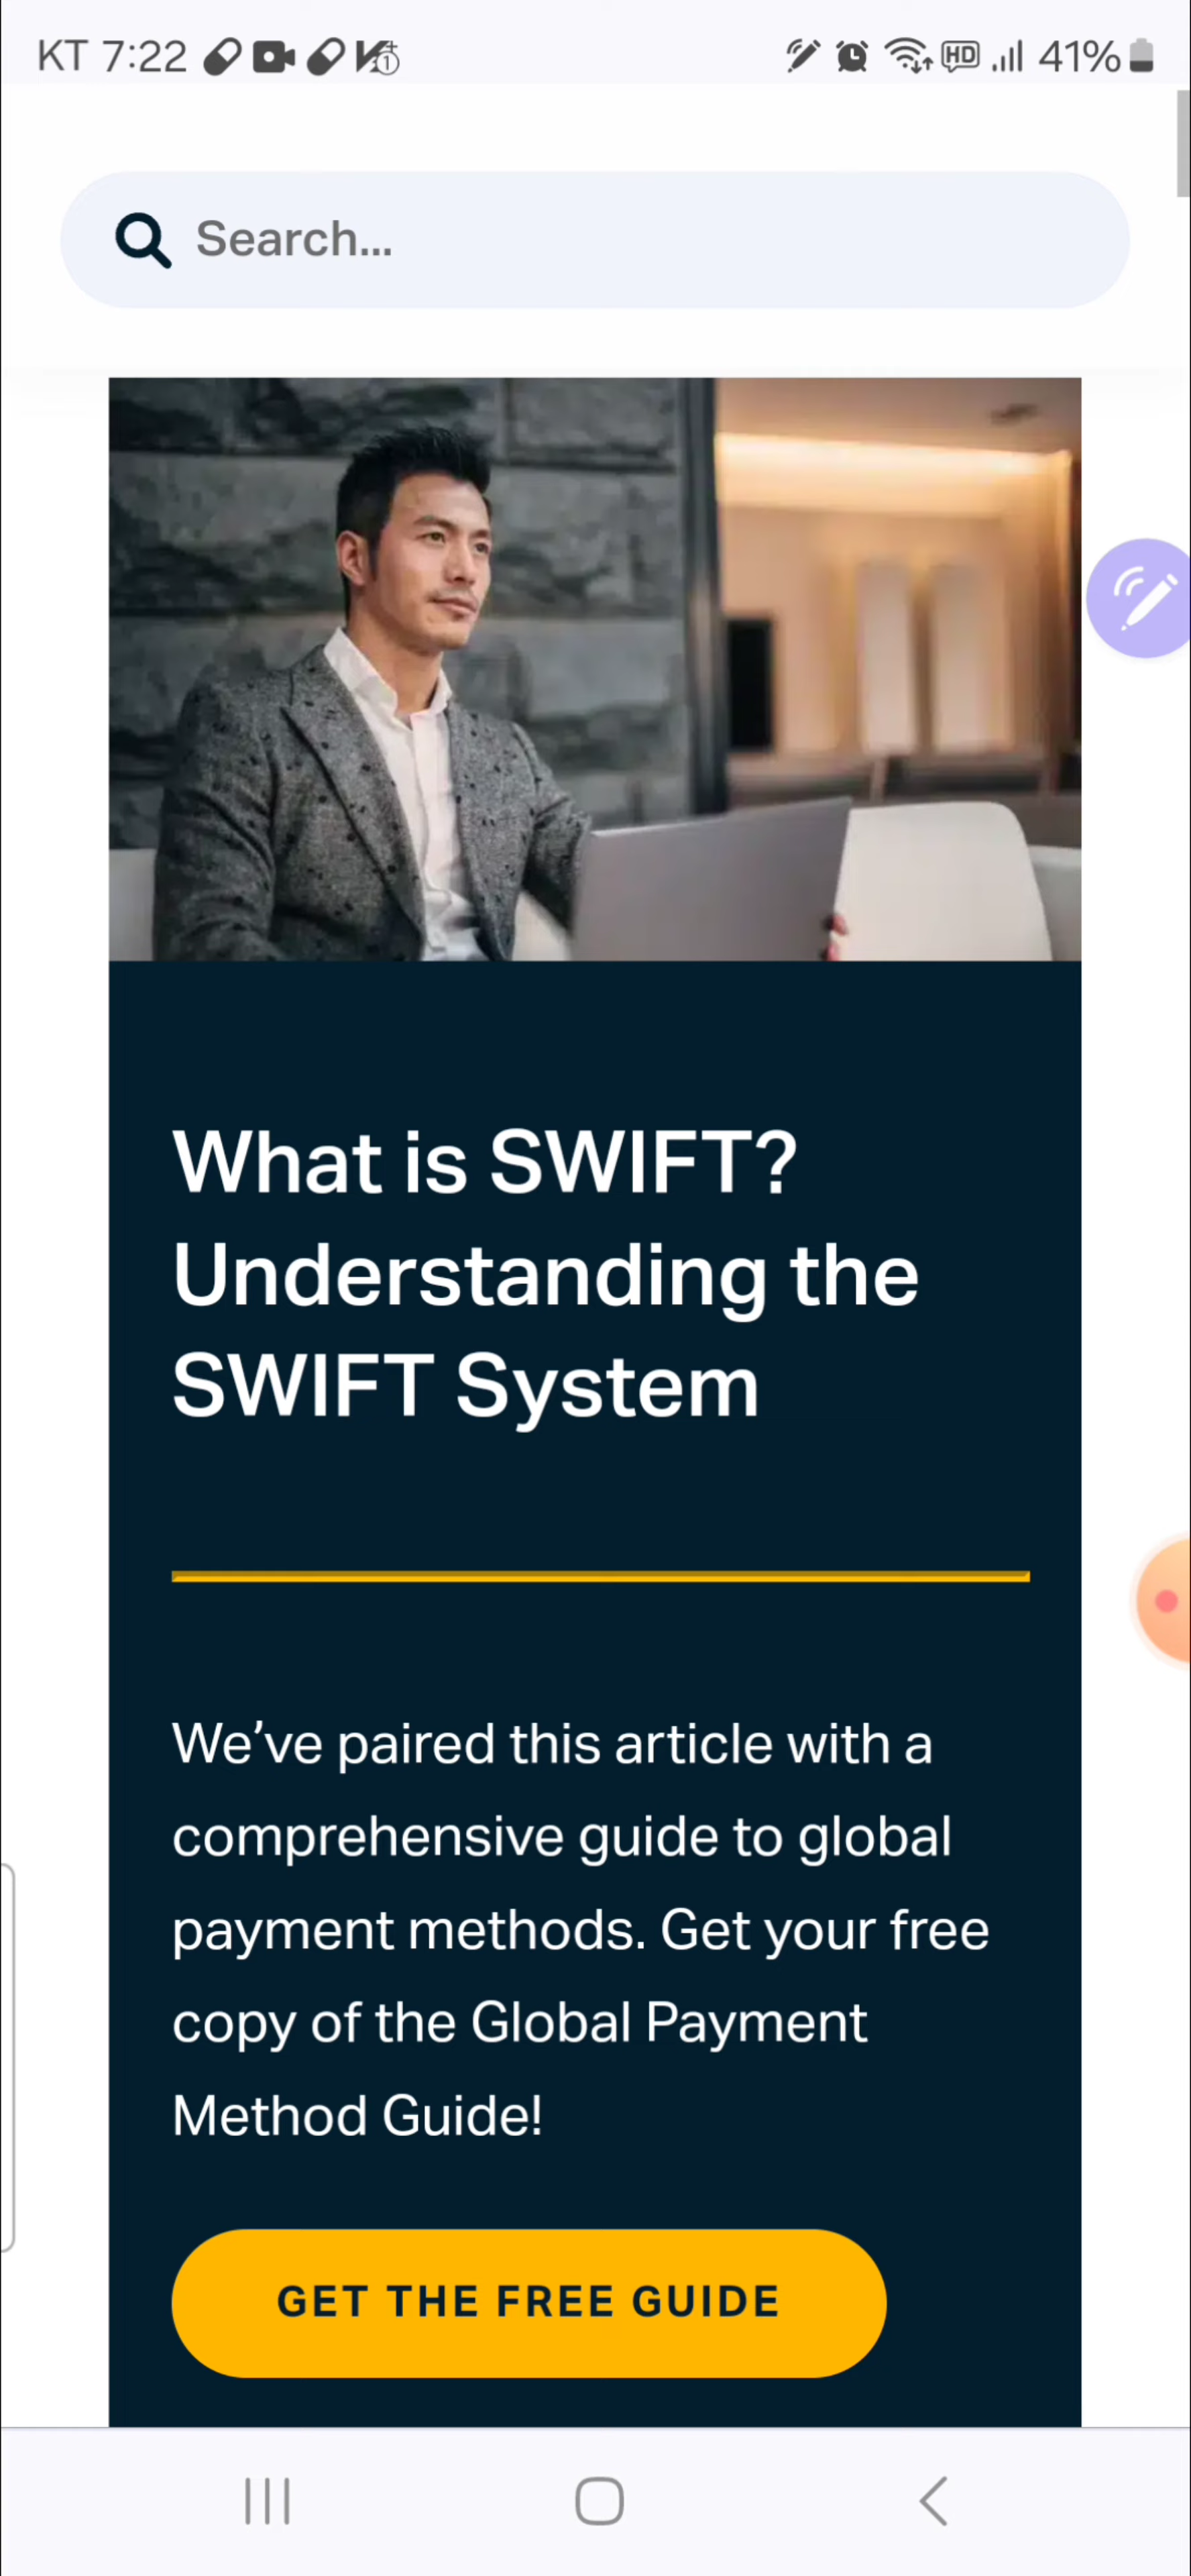 KT 7:22
HD 41%
Search...
What is SWIFT?
Understanding the
SWIFT System
We've paired this article with a
comprehensive guide to global
payment methods. Get your free
copy of the Global Payment
Method Guide!
GET THE FREE GUIDE